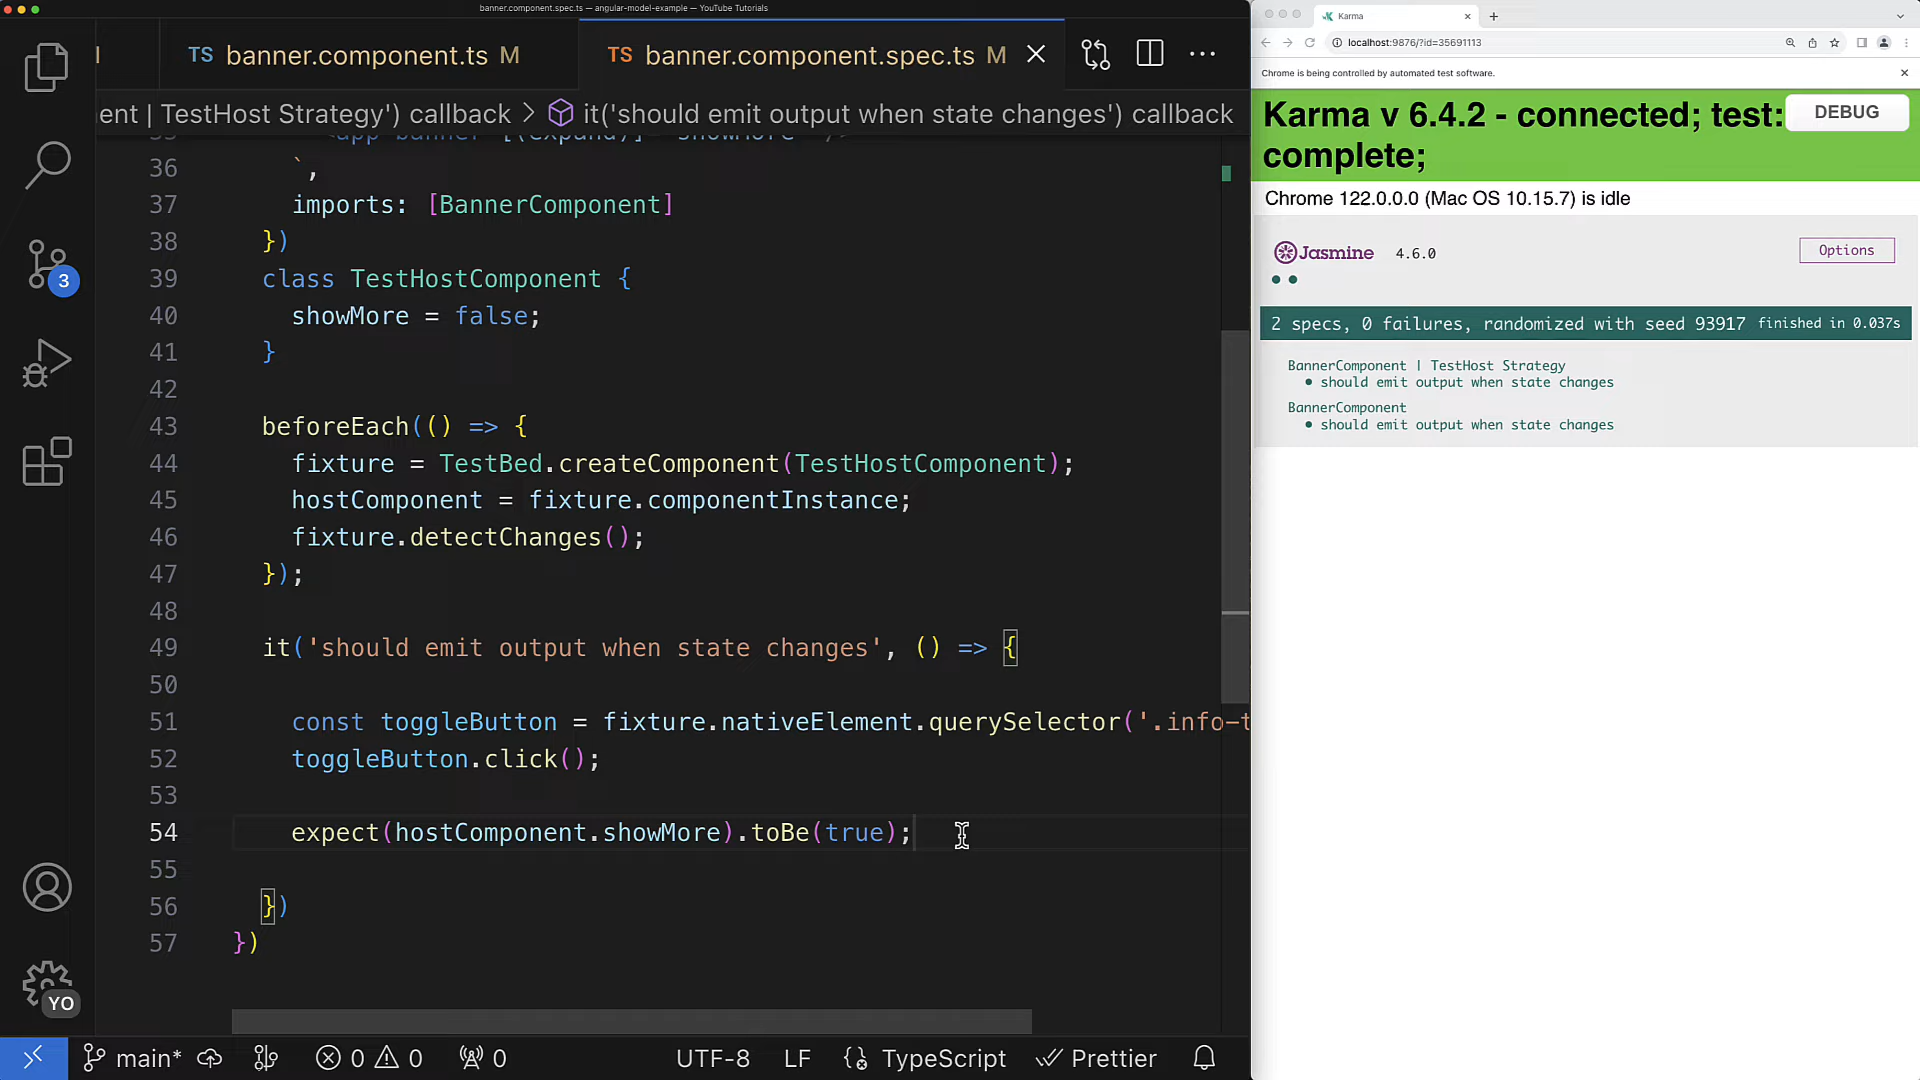 banner.component.spec.ts — angular-model-example — YouTube Tutorials
TS banner.component.ts M
TS banner.component.spec.ts M
ent | TestHost Strategy') callback > it('should emit output when state changes') callback
35 <app-banner [(expand)]="showMore" />
36 `,
37 imports: [BannerComponent]
38 })
39 class TestHostComponent {
40 showMore = false;
41 }
42
43 beforeEach(() => {
44 fixture = TestBed.createComponent(TestHostComponent);
45 hostComponent = fixture.componentInstance;
46 fixture.detectChanges();
47 });
48
49 it('should emit output when state changes', () => {
50
51 const toggleButton = fixture.nativeElement.querySelector('.info-t
52 toggleButton.click();
53
54 expect(hostComponent.showMore).toBe(true);
55
56 })
57 })
3
YO
main* 0 0 0 UTF-8 LF TypeScript Prettier
Karma
localhost:9876/?id=35691113
Chrome is being controlled by automated test software.
Karma v 6.4.2 - connected; test: complete;
DEBUG
Chrome 122.0.0.0 (Mac OS 10.15.7) is idle
Jasmine 4.6.0
Options
2 specs, 0 failures, randomized with seed 93917 finished in 0.037s
BannerComponent | TestHost Strategy
• should emit output when state changes
BannerComponent
• should emit output when state changes